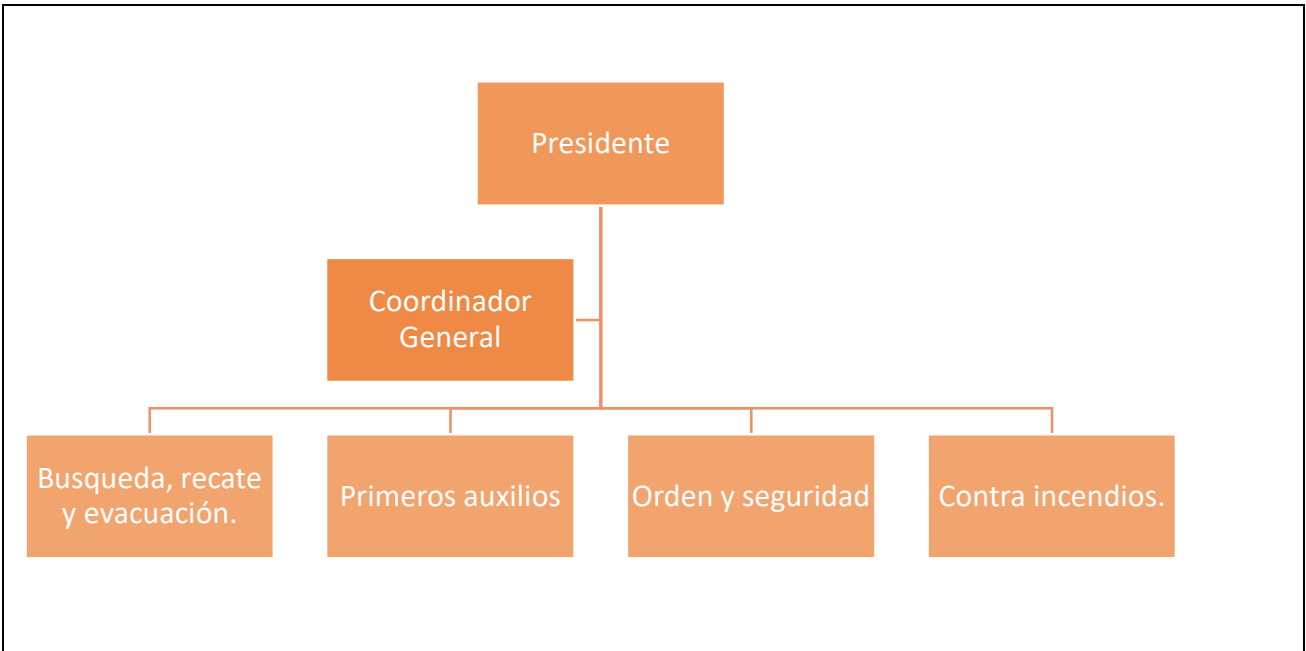 Presidente
Coordinador
General
Busqueda, recate
y evacuación.
Primeros auxilios
Orden y seguridad
Contra incendios.